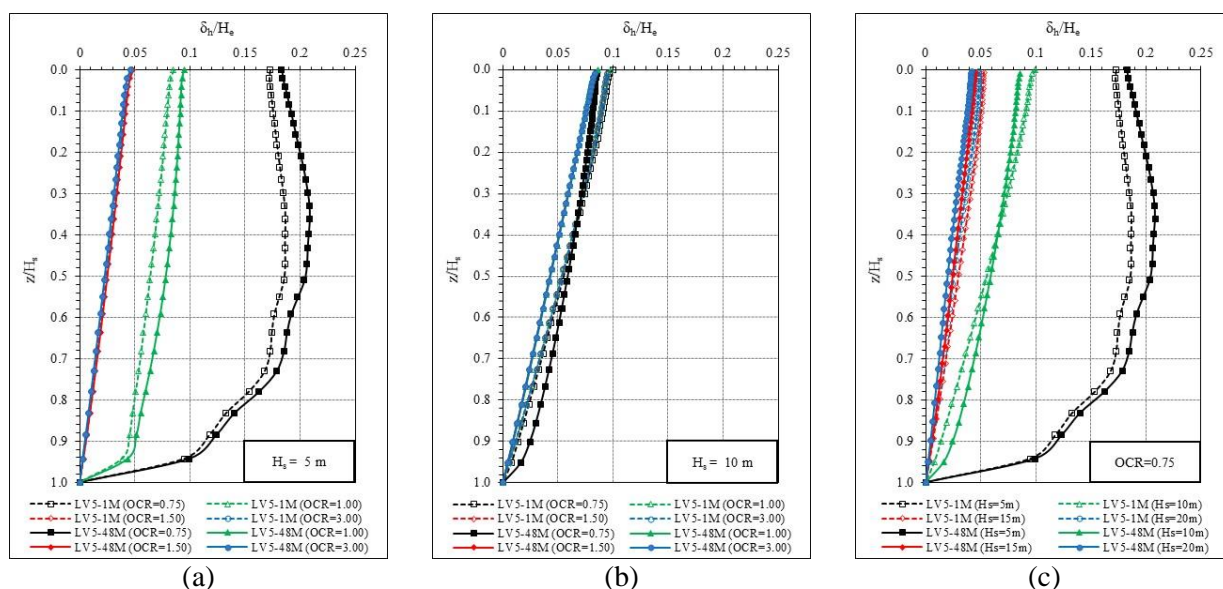 δh/He
0 0.05 0.1 0.15 0.2 0.25
0.0
0.1
0.2
0.3
0.4
0.5
0.6
0.7
0.8
0.9
1.0
z/Hs
Hs = 5 m
LV5-1M (OCR=0.75) LV5-1M (OCR=1.00)
LV5-1M (OCR=1.50) LV5-1M (OCR=3.00)
LV5-48M (OCR=0.75) LV5-48M (OCR=1.00)
LV5-48M (OCR=1.50) LV5-48M (OCR=3.00)
(a)
δh/He
0 0.05 0.1 0.15 0.2 0.25
0.0
0.1
0.2
0.3
0.4
0.5
0.6
0.7
0.8
0.9
1.0
z/Hs
Hs = 10 m
LV5-1M (OCR=0.75) LV5-1M (OCR=1.00)
LV5-1M (OCR=1.50) LV5-1M (OCR=3.00)
LV5-48M (OCR=0.75) LV5-48M (OCR=1.00)
LV5-48M (OCR=1.50) LV5-48M (OCR=3.00)
(b)
δh/He
0 0.05 0.1 0.15 0.2 0.25
0.0
0.1
0.2
0.3
0.4
0.5
0.6
0.7
0.8
0.9
1.0
z/Hs
OCR=0.75
LV5-1M (Hs=5m) LV5-1M (Hs=10m)
LV5-1M (Hs=15m) LV5-1M (Hs=20m)
LV5-48M (Hs=5m) LV5-48M (Hs=10m)
LV5-48M (Hs=15m) LV5-48M (Hs=20m)
(c)